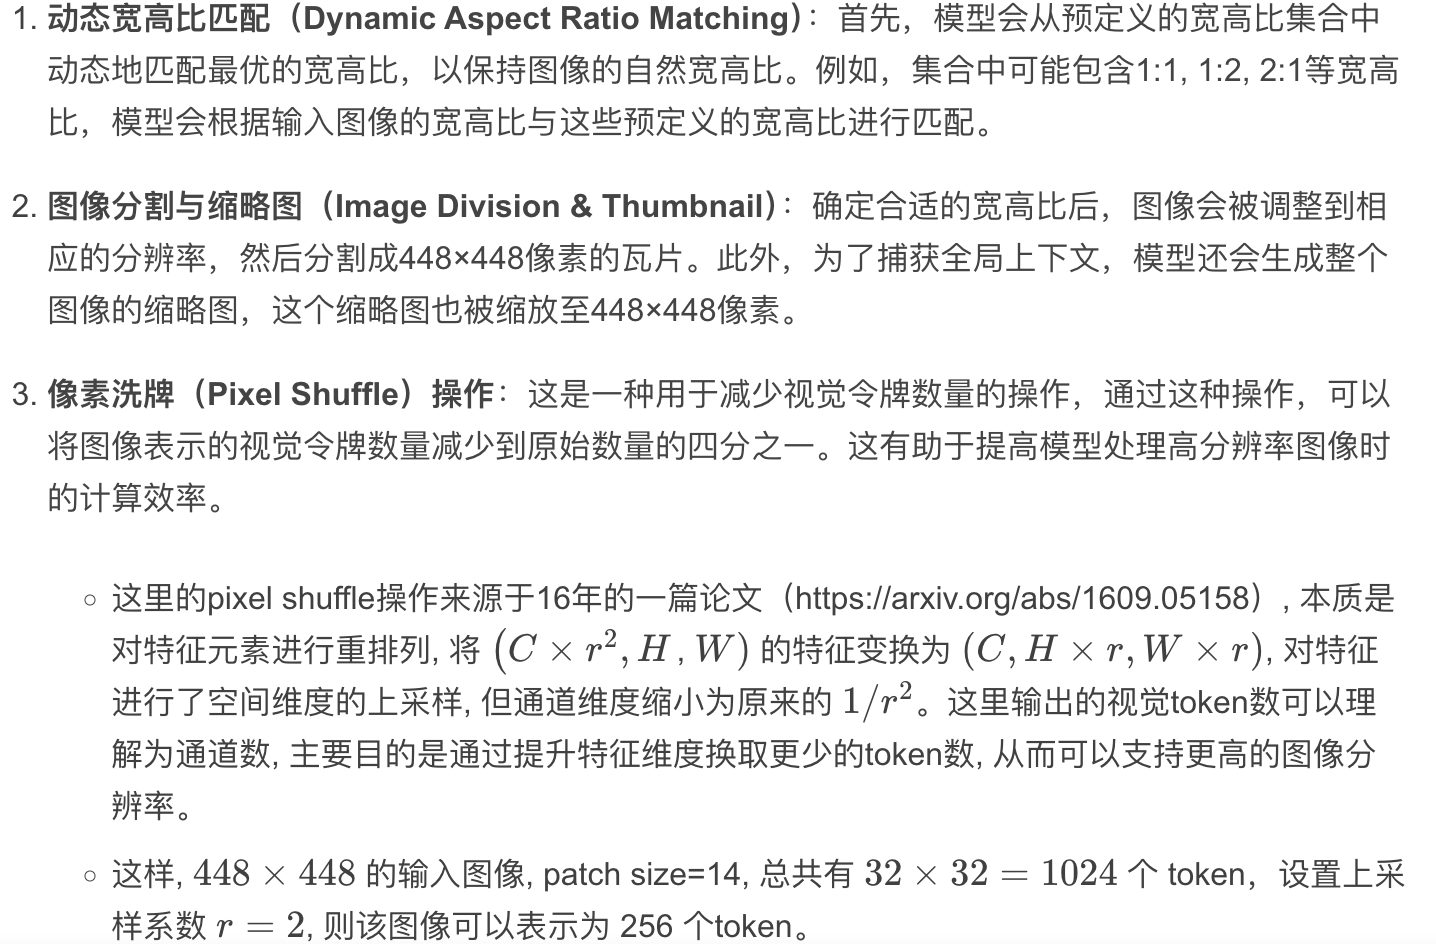 1. 动态宽高比匹配（Dynamic Aspect Ratio Matching）：首先，模型会从预定义的宽高比集合中
动态地匹配最优的宽高比，以保持图像的自然宽高比。例如，集合中可能包含1:1, 1:2, 2:1等宽高
比，模型会根据输入图像的宽高比与这些预定义的宽高比进行匹配。
2. 图像分割与缩略图（Image Division & Thumbnail）：确定合适的宽高比后，图像会被调整到相
应的分辨率，然后分割成448×448像素的瓦片。此外，为了捕获全局上下文，模型还会生成整个
图像的缩略图，这个缩略图也被缩放至448×448像素。
3. 像素洗牌（Pixel Shuffle）操作：这是一种用于减少视觉令牌数量的操作，通过这种操作，可以
将图像表示的视觉令牌数量减少到原始数量的四分之一。这有助于提高模型处理高分辨率图像时
的计算效率。
○ 这里的pixel shuffle操作来源于16年的一篇论文（https://arxiv.org/abs/1609.05158）, 本质是
对特征元素进行重排列, 将 (C × r², H , W) 的特征变换为 (C, H × r, W × r), 对特征
进行了空间维度的上采样, 但通道维度缩小为原来的 1/r²。这里输出的视觉token数可以理
解为通道数, 主要目的是通过提升特征维度换取更少的token数, 从而可以支持更高的图像分
辨率。
○ 这样, 448 × 448 的输入图像, patch size=14, 总共有 32 × 32 = 1024 个 token，设置上采
样系数 r = 2, 则该图像可以表示为 256 个token。